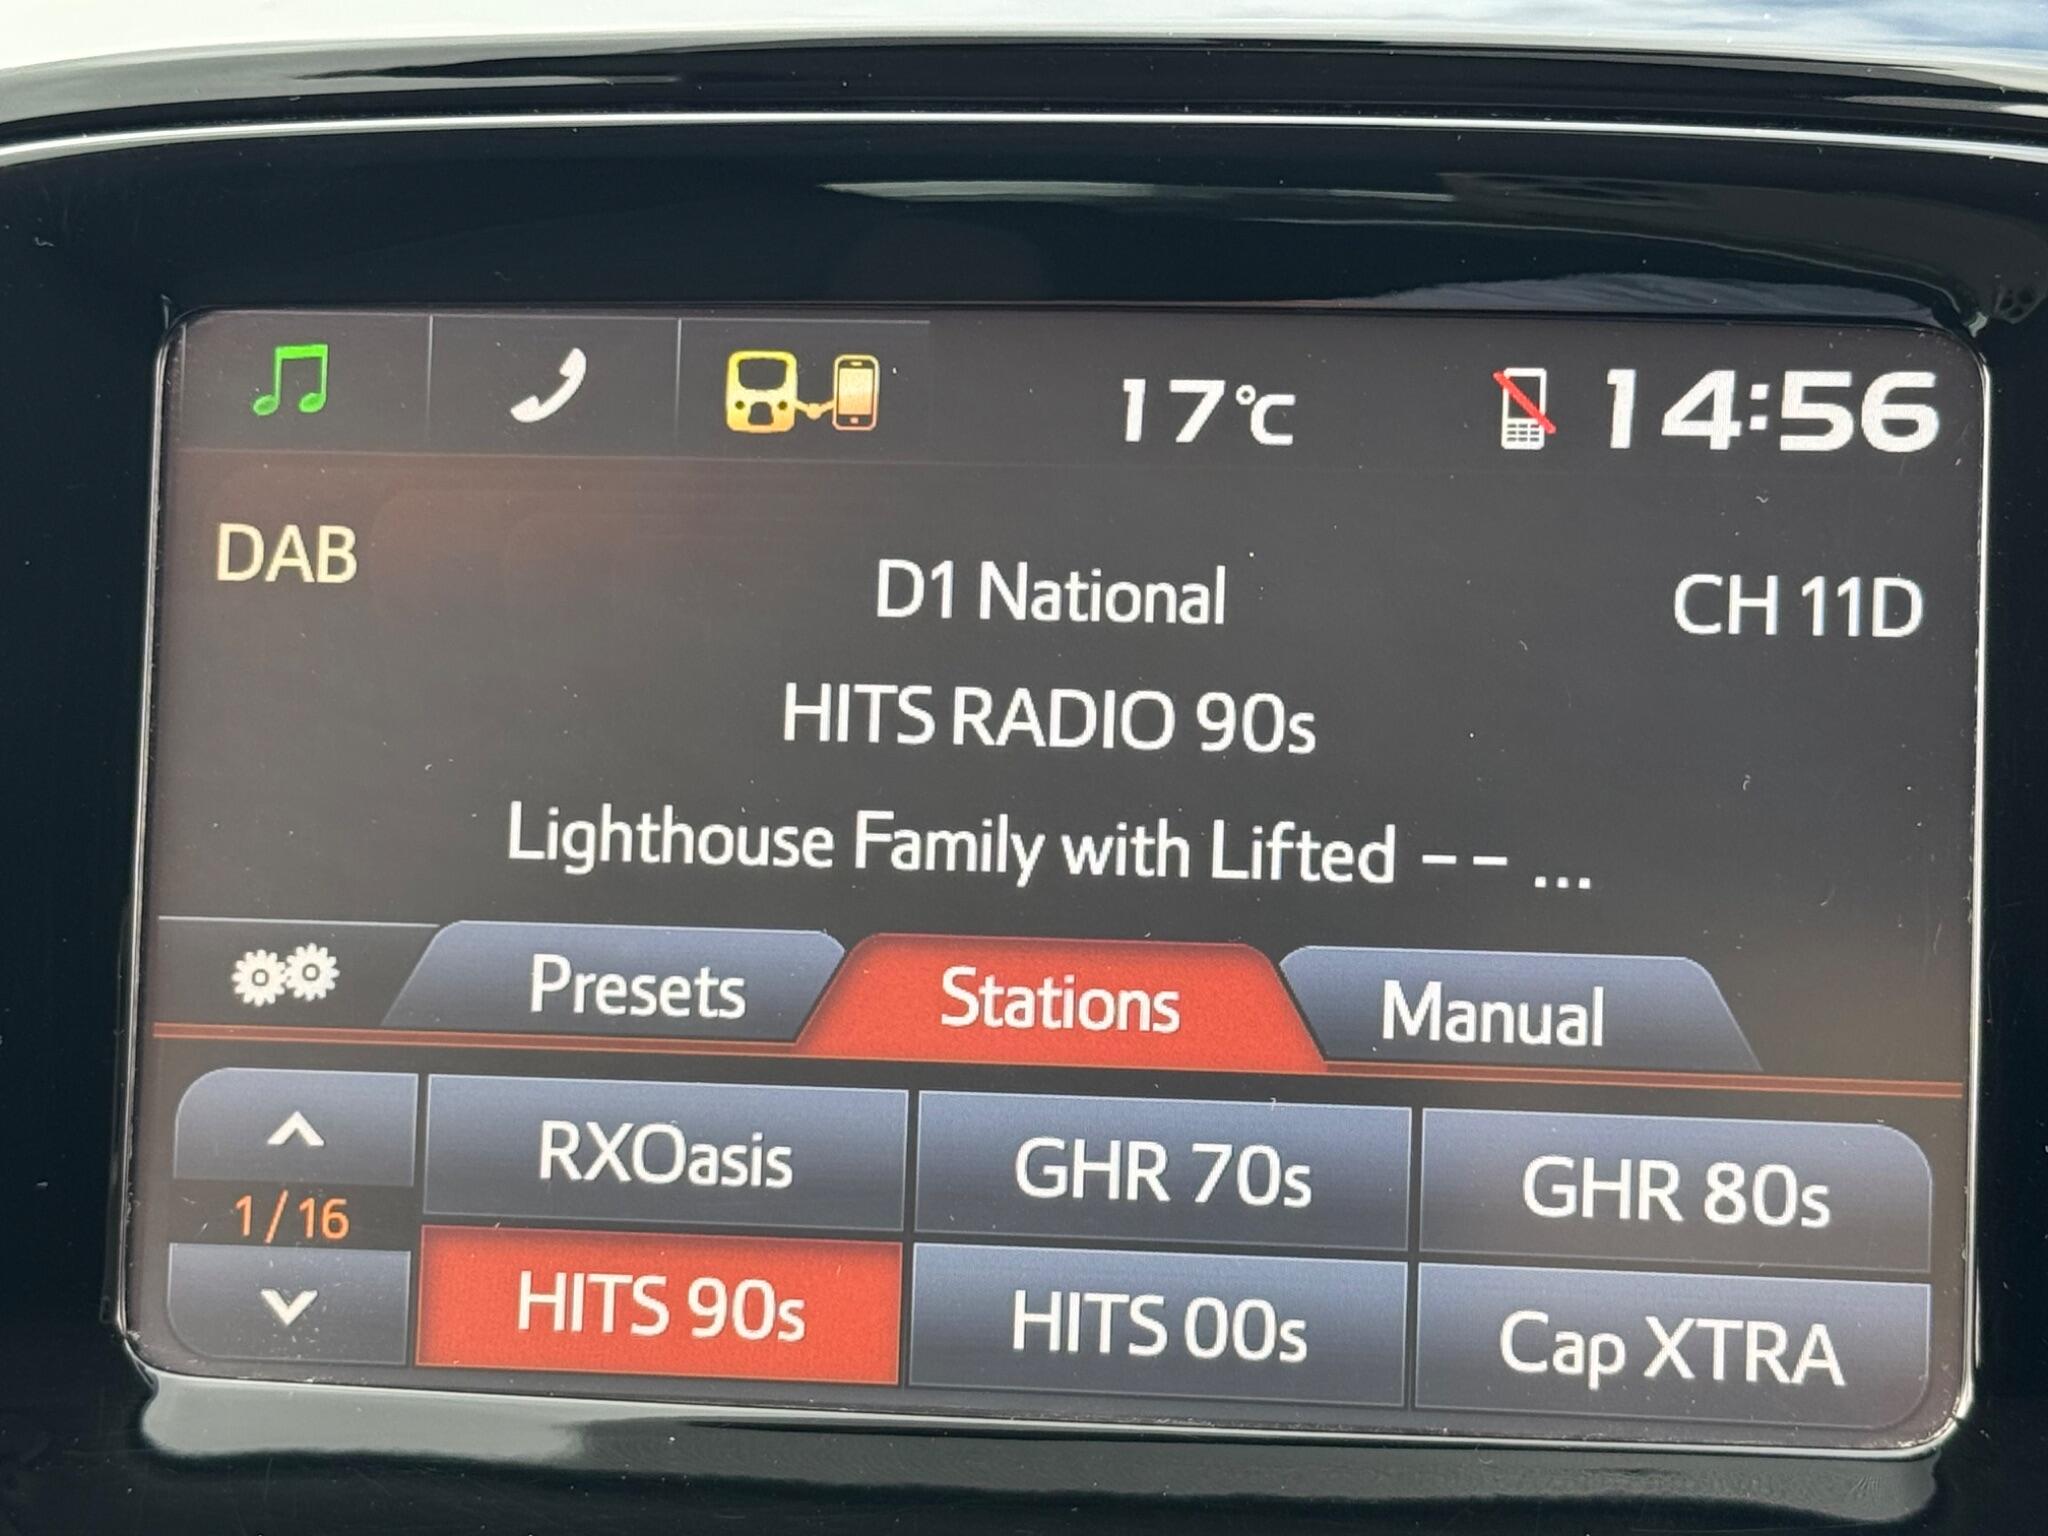 17°C 14:56
DAB
D1 National CH 11D
HITS RADIO 90s
Lighthouse Family with Lifted -- ...
Presets Stations Manual
RXOasis GHR 70s GHR 80s
1/16
HITS 90s HITS 00s Cap XTRA